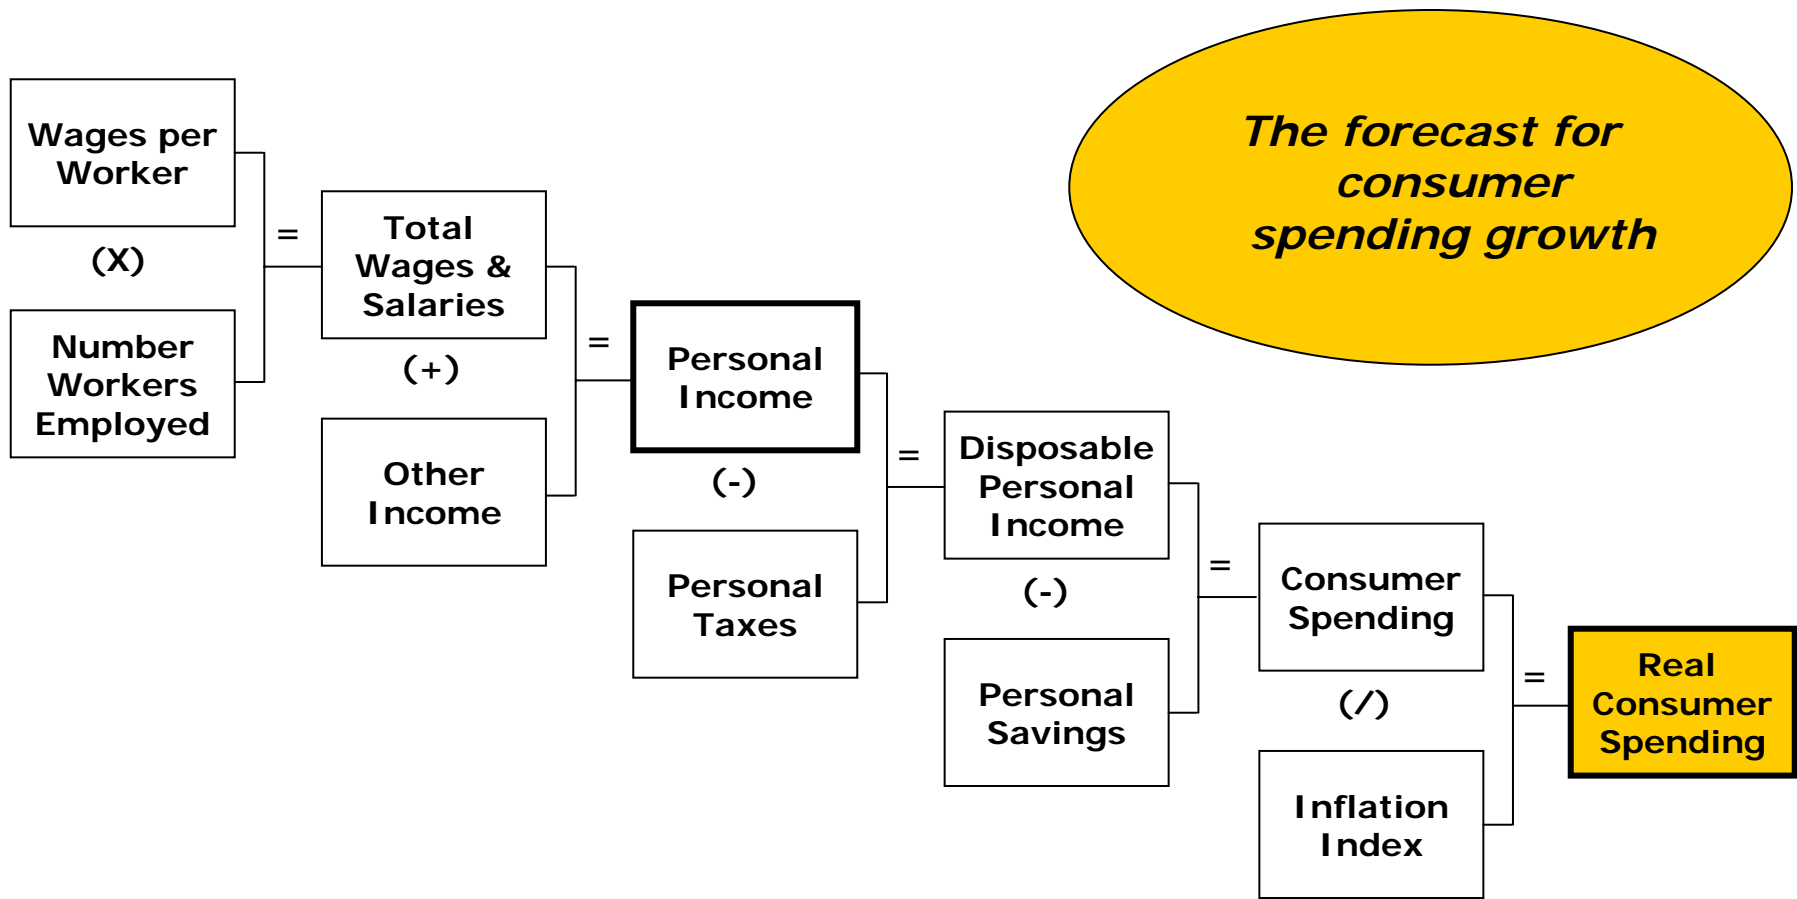 The forecast for
consumer
spending growth
Wages per
Worker
(X)
Number
Workers
Employed
=
Total
Wages &
Salaries
(+)
Other
Income
=
Personal
Income
(-)
Personal
Taxes
=
Disposable
Personal
Income
(-)
Personal
Savings
=
Consumer
Spending
(/)
Inflation
Index
=
Real
Consumer
Spending